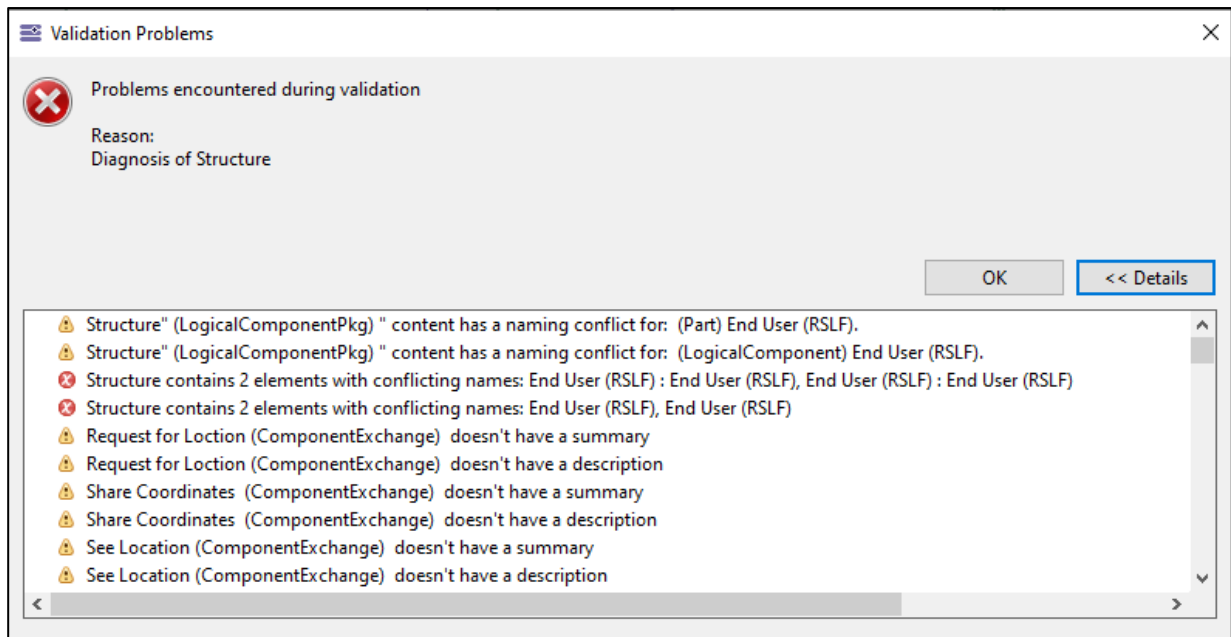 Validation Problems
Problems encountered during validation
Reason:
Diagnosis of Structure
OK
<< Details
Structure" (LogicalComponentPkg) " content has a naming conflict for:  (Part) End User (RSLF).
Structure" (LogicalComponentPkg) " content has a naming conflict for:  (LogicalComponent) End User (RSLF).
Structure contains 2 elements with conflicting names: End User (RSLF) : End User (RSLF), End User (RSLF) : End User (RSLF)
Structure contains 2 elements with conflicting names: End User (RSLF), End User (RSLF)
Request for Loction (ComponentExchange)  doesn't have a summary
Request for Loction (ComponentExchange)  doesn't have a description
Share Coordinates  (ComponentExchange)  doesn't have a summary
Share Coordinates  (ComponentExchange)  doesn't have a description
See Location (ComponentExchange)  doesn't have a summary
See Location (ComponentExchange)  doesn't have a description